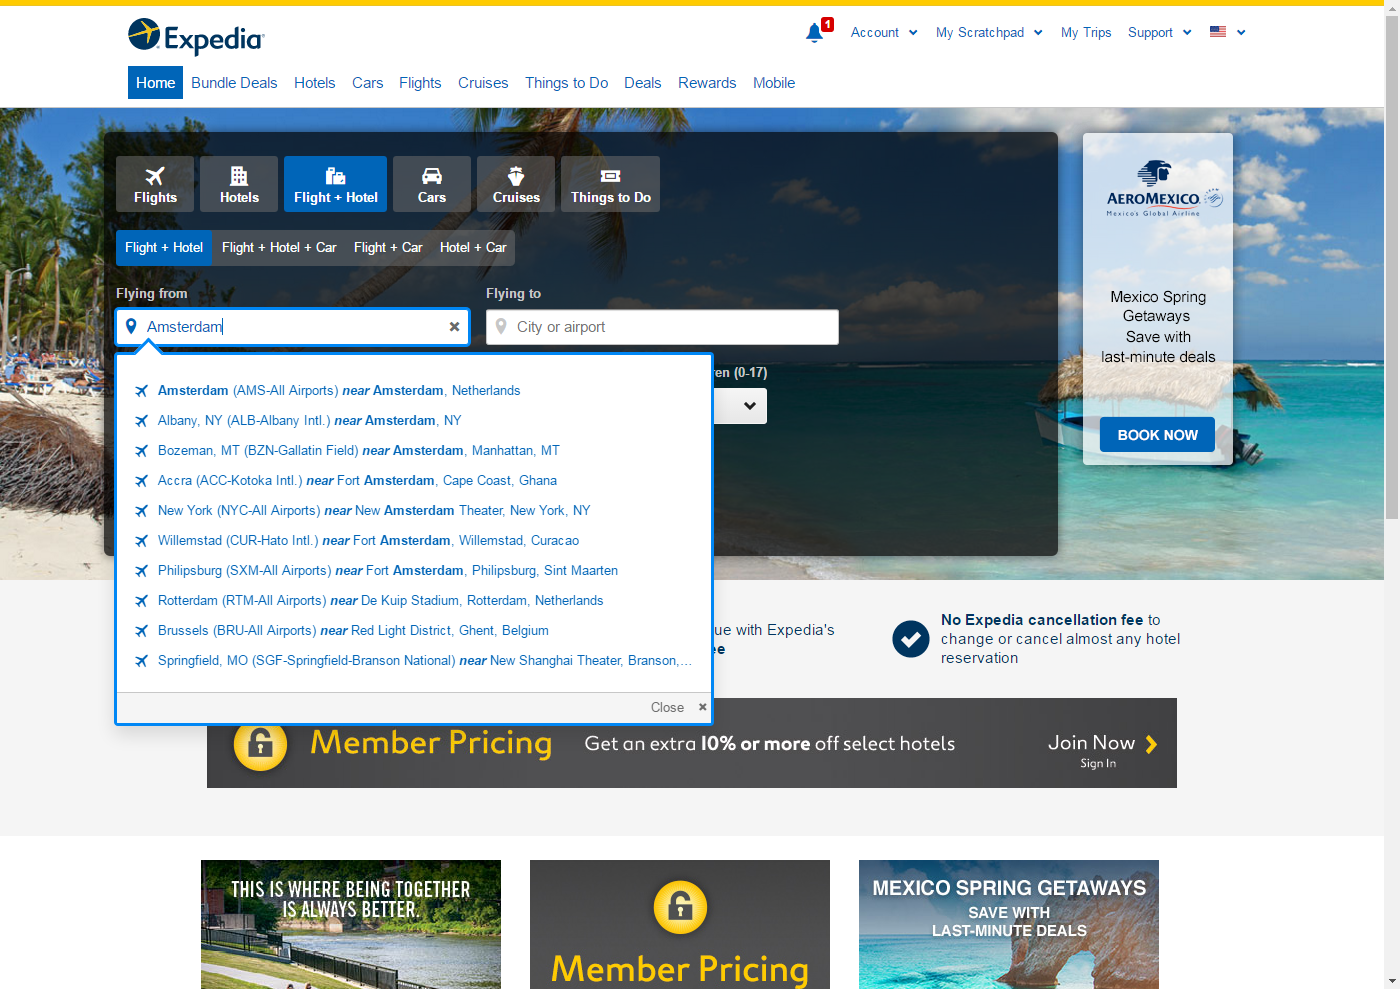 Expedia
1
Account
My Scratchpad
My Trips
Support
Home
Bundle Deals
Hotels
Cars
Flights
Cruises
Things to Do
Deals
Rewards
Mobile
Flights
Hotels
Flight + Hotel
Cars
Cruises
Things to Do
Flight + Hotel
Flight + Hotel + Car
Flight + Car
Hotel + Car
Flying from
Flying to
Amsterdam
City or airport
ren (0-17)
Amsterdam (AMS-All Airports) near Amsterdam, Netherlands
Albany, NY (ALB-Albany Intl.) near Amsterdam, NY
Bozeman, MT (BZN-Gallatin Field) near Amsterdam, Manhattan, MT
Accra (ACC-Kotoka Intl.) near Fort Amsterdam, Cape Coast, Ghana
New York (NYC-All Airports) near New Amsterdam Theater, New York, NY
Willemstad (CUR-Hato Intl.) near Fort Amsterdam, Willemstad, Curacao
Philipsburg (SXM-All Airports) near Fort Amsterdam, Philipsburg, Sint Maarten
Rotterdam (RTM-All Airports) near De Kuip Stadium, Rotterdam, Netherlands
Brussels (BRU-All Airports) near Red Light District, Ghent, Belgium
Springfield, MO (SGF-Springfield-Branson National) near New Shanghai Theater, Branson,...
Close
AEROMEXICO
Mexico's Global Airline
Mexico Spring
Getaways
Save with
last-minute deals
BOOK NOW
ue with Expedia's
ee
No Expedia cancellation fee to
change or cancel almost any hotel
reservation
Member Pricing
Get an extra 10% or more off select hotels
Join Now
Sign In
THIS IS WHERE BEING TOGETHER
IS ALWAYS BETTER.
Member Pricing
MEXICO SPRING GETAWAYS
SAVE WITH
LAST-MINUTE DEALS